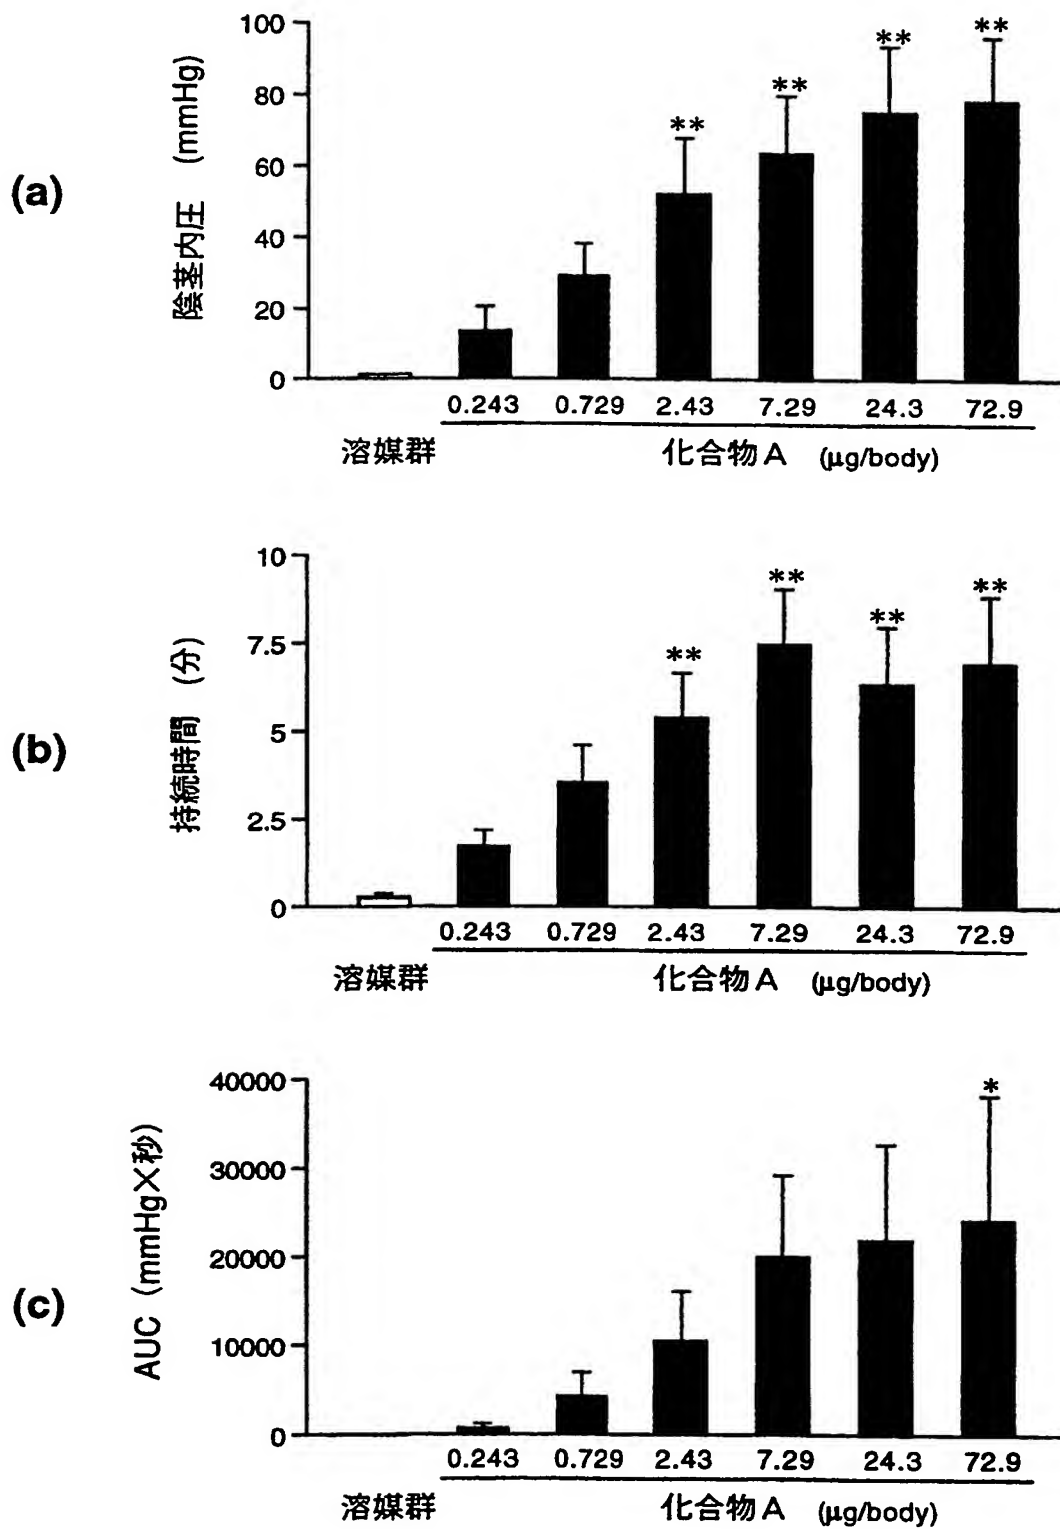 (a)
陰茎内圧 (mmHg)
100
80
60
40
20
0
** ** ** **
0.243 0.729 2.43 7.29 24.3 72.9
溶媒群 化合物A (μg/body)
(b)
持続時間 (分)
10
7.5
5
2.5
0
** ** ** **
0.243 0.729 2.43 7.29 24.3 72.9
溶媒群 化合物A (μg/body)
(c)
AUC (mmHg×秒)
40000
30000
20000
10000
0
*
0.243 0.729 2.43 7.29 24.3 72.9
溶媒群 化合物A (μg/body)